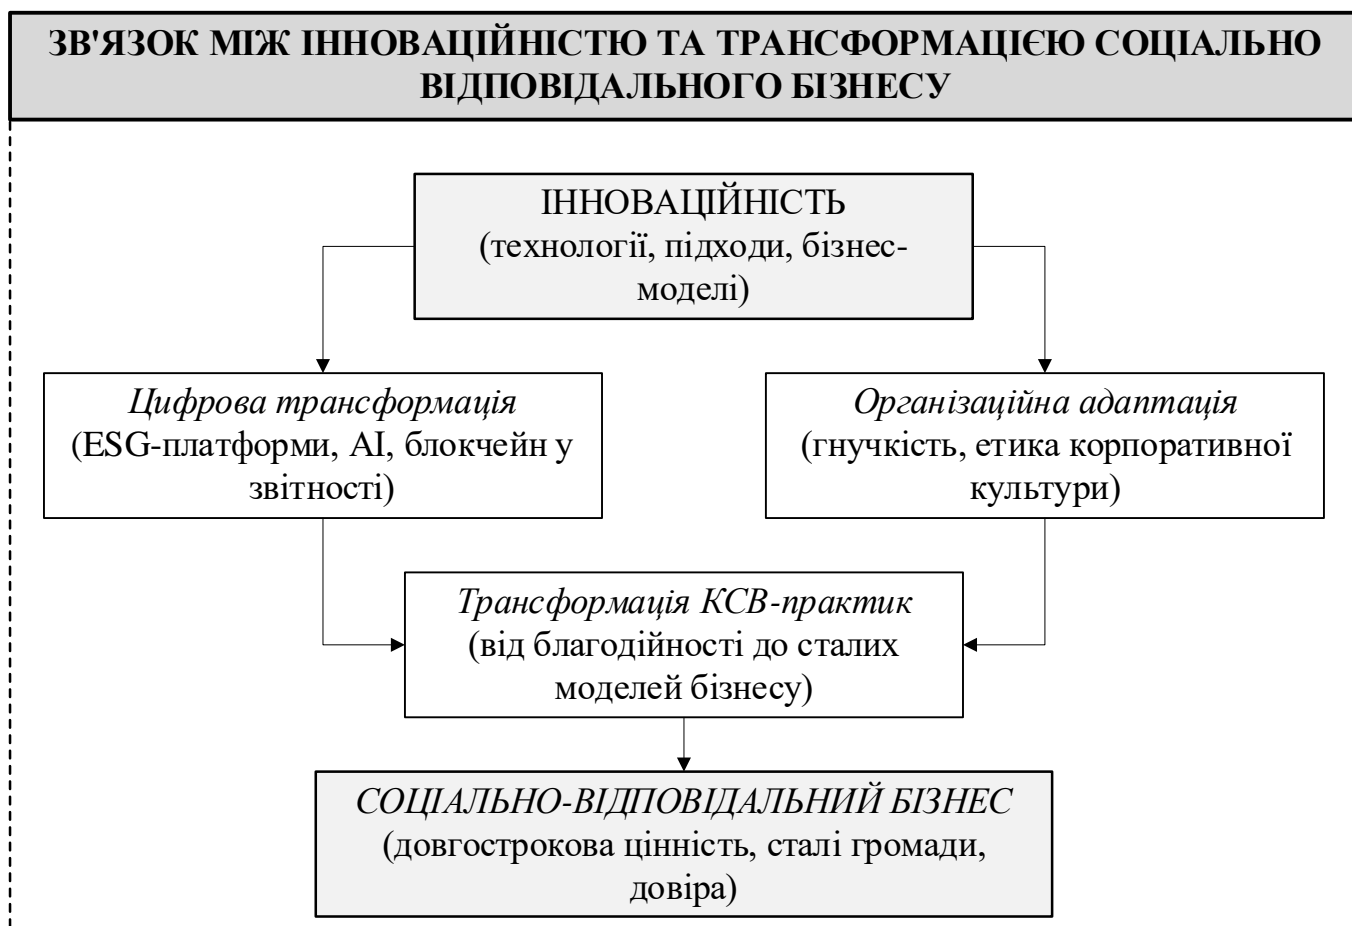 ЗВ'ЯЗОК МІЖ ІННОВАЦІЙНІСТЮ ТА ТРАНСФОРМАЦІЄЮ СОЦІАЛЬНО
ВІДПОВІДАЛЬНОГО БІЗНЕСУ
ІННОВАЦІЙНІСТЬ
(технології, підходи, бізнес-
моделі)
Цифрова трансформація
(ESG-платформи, AI, блокчейн у
звітності)
Організаційна адаптація
(гнучкість, етика корпоративної
культури)
Трансформація КСВ-практик
(від благодійності до сталих
моделей бізнесу)
СОЦІАЛЬНО-ВІДПОВІДАЛЬНИЙ БІЗНЕС
(довгострокова цінність, сталі громади,
довіра)